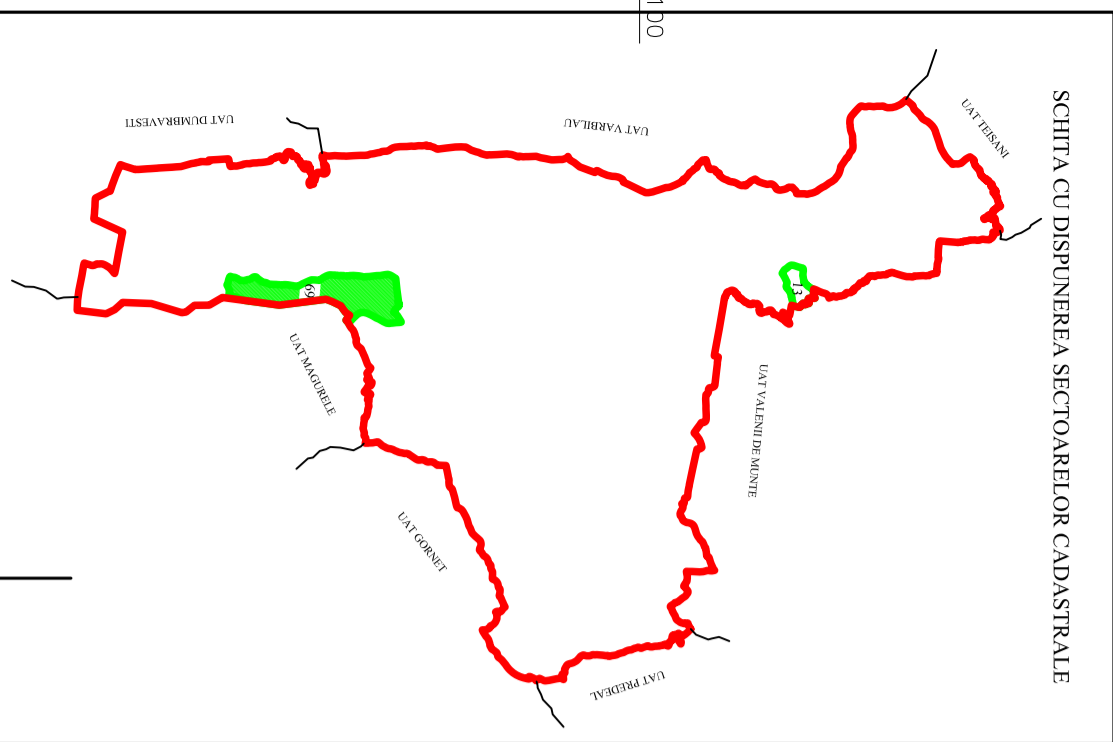 SCHITA CU DISPUNEREA SECTOARELOR CADASTRALE
100
UAT TEISANI
UAT VARBILAU
UAT DUMBRAVESTI
13
69
UAT VALENII DE MUNTE
UAT MAGURELE
UAT GORNET
UAT PREDEAL